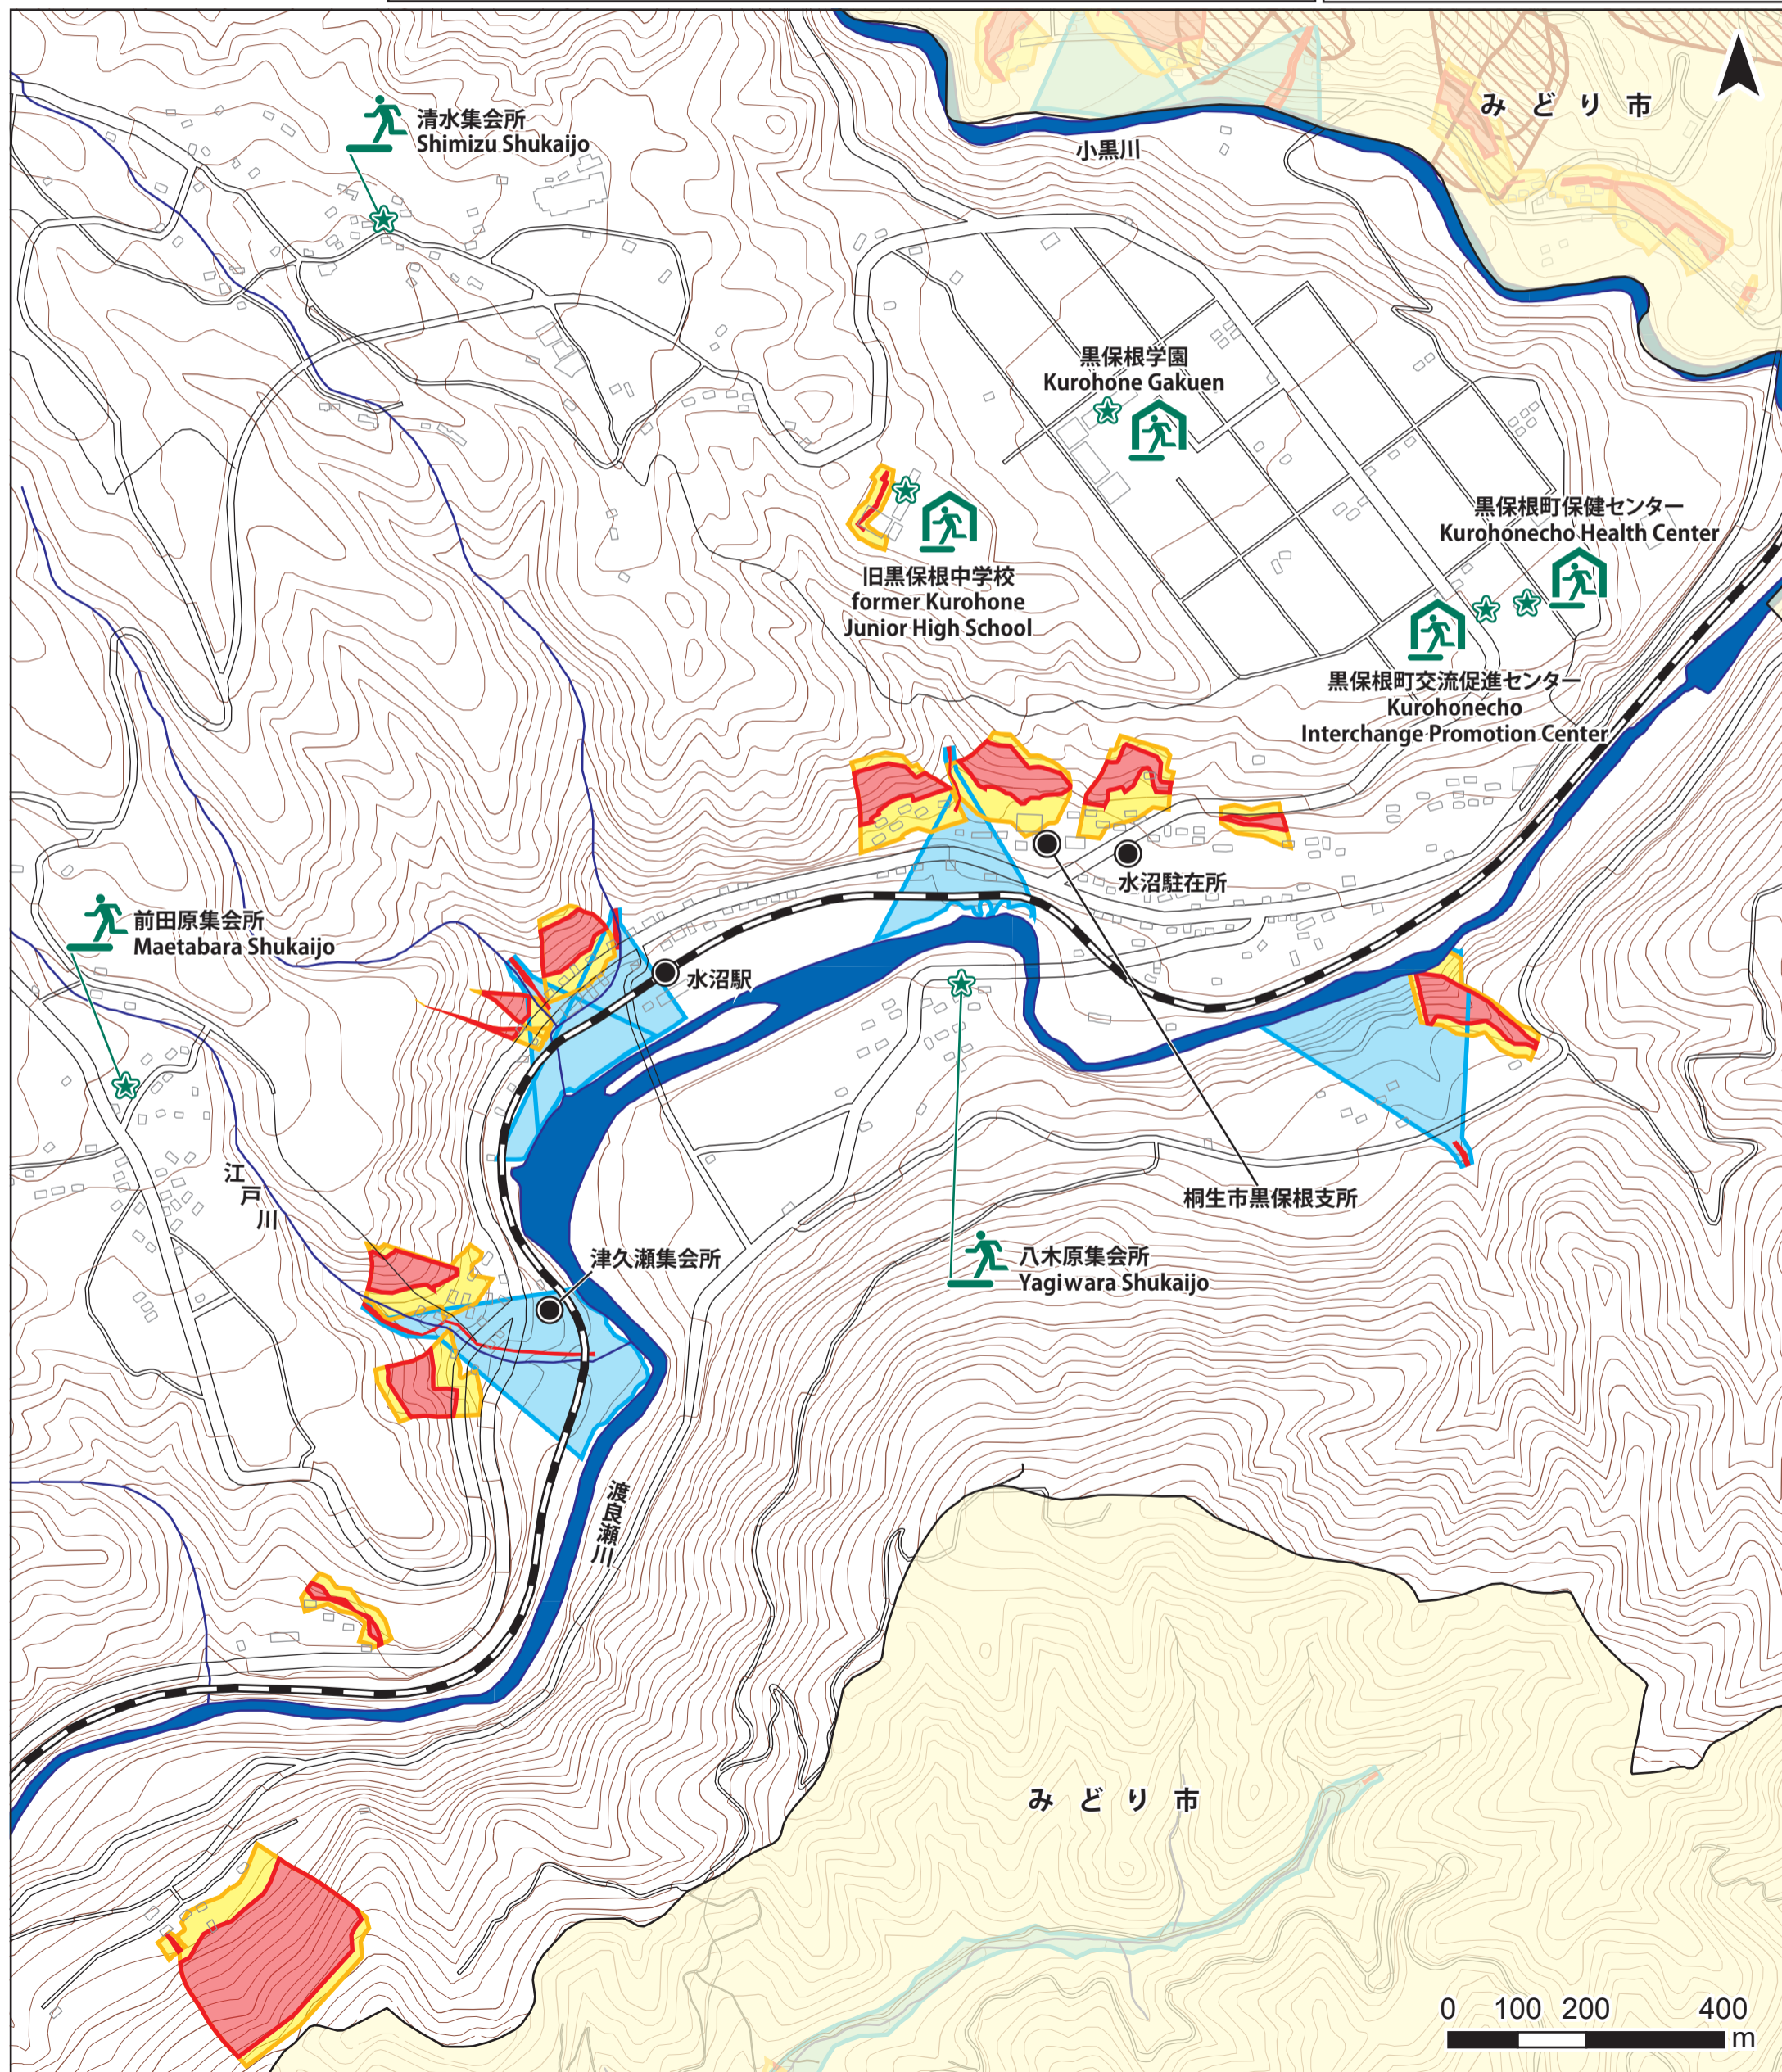 みどり市
清水集会所
Shimizu Shukaijo
小黒川
黒保根学園
Kurohone Gakuen
黒保根町保健センター
Kurohonecho Health Center
旧黒保根中学校
former Kurohone
Junior High School
黒保根町交流促進センター
Kurohonecho
Interchange Promotion Center
水沼駐在所
前田原集会所
Maetabara Shukaijo
水沼駅
江戸川
桐生市黒保根支所
津久瀬集会所
八木原集会所
Yagiwara Shukaijo
渡良瀬川
みどり市
0 100 200 400
m